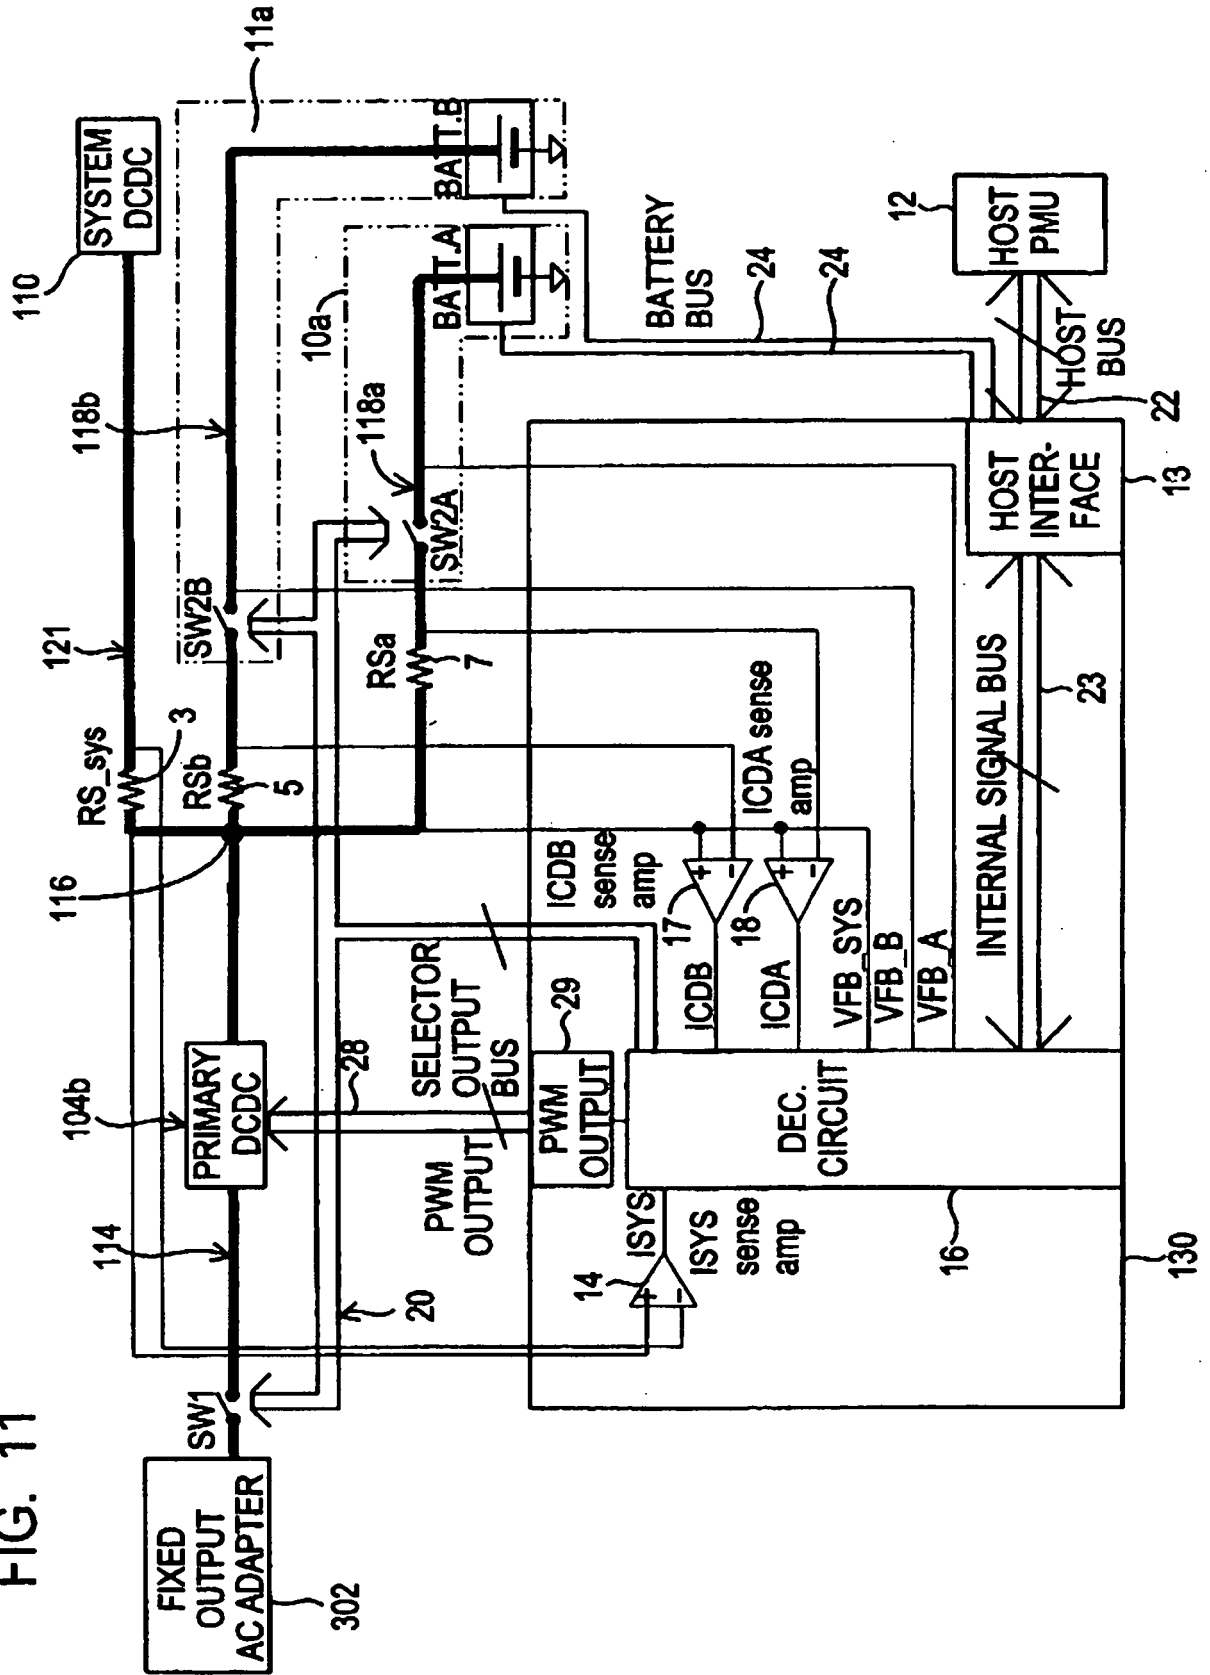 FIG. 11
FIXED
OUTPUT
AC ADAPTER
302
SW1
114
104b
PRIMARY
DCDC
116
RS_sys
3
121
110
SYSTEM
DCDC
RSb
5
SW2B
118b
11a
RSa
7
SW2A
118a
10a
BATT.A
BATT.B
20
PWM
OUTPUT
28
SELECTOR
OUTPUT
BUS
ICDB
sense
amp
ICDA sense
amp
BATTERY
BUS
24
24
14
ISYS
ISYS
sense
amp
PWM
OUTPUT
29
DEC.
CIRCUIT
16
130
17
18
ICDB
ICDA
VFB_SYS
VFB_B
VFB_A
INTERNAL SIGNAL BUS
23
HOST
INTER-
FACE
13
HOST
BUS
22
12
HOST
PMU